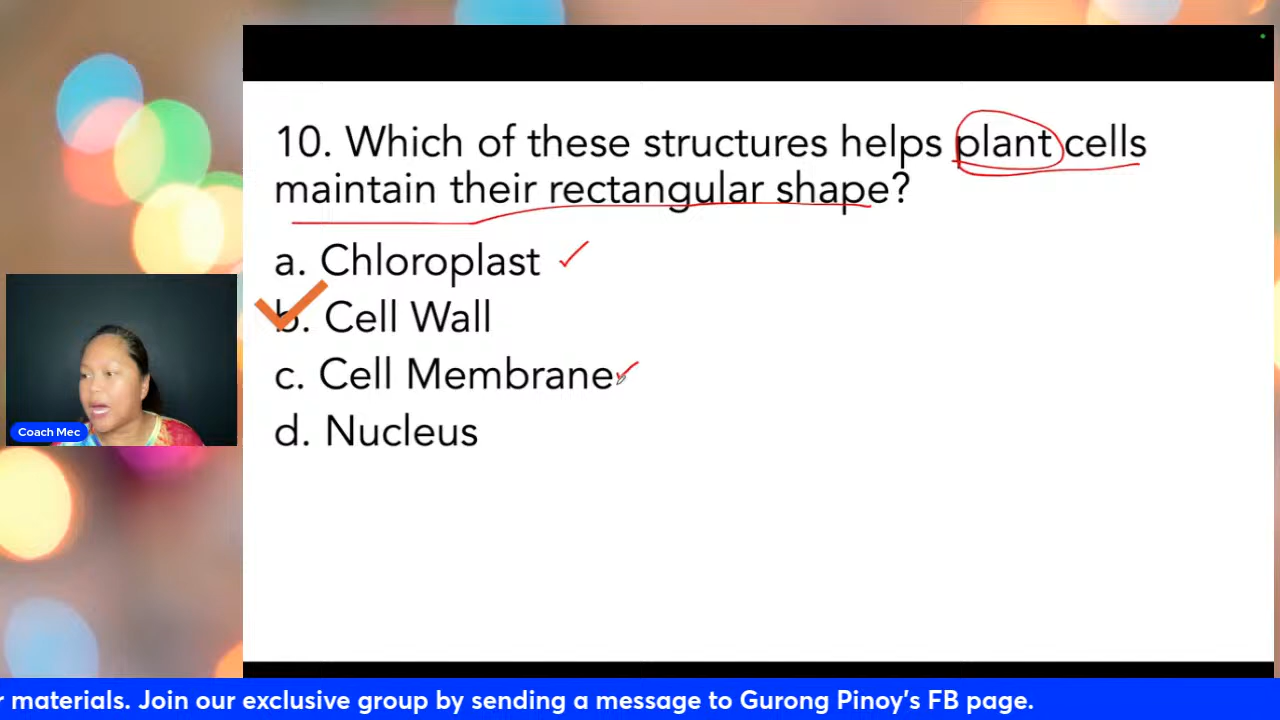 10. Which of these structures helps plant cells
maintain their rectangular shape?
a. Chloroplast
b. Cell Wall
c. Cell Membrane
d. Nucleus
Coach Mec
r materials. Join our exclusive group by sending a message to Gurong Pinoy's FB page.